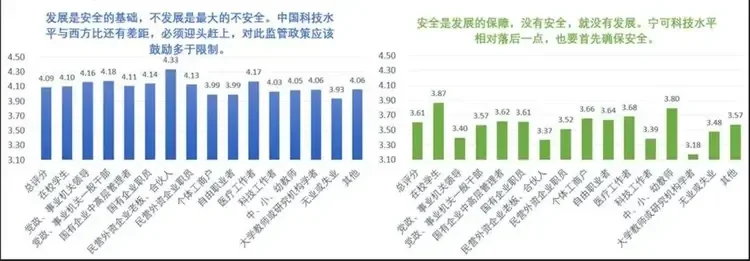 发展是安全的基础，不发展是最大的不安全。中国科技水
平与西方比还有差距，必须迎头赶上，对此监管政策应该
鼓励多于限制。
4.50
4.30
4.10
3.90
3.70
3.50
3.30
3.10
4.09
4.10
4.16
4.18
4.11
4.14
4.33
4.13
3.99
3.99
4.17
4.03
4.05
4.06
3.93
4.06
总评分
在校学生
党政、事业机关领导
党政、事业机关一般干部
国有企业中高层管理者
国有企业职员
民营外资企业老板、合伙人
民营外资企业职员
个体工商户
自由职业者
医疗工作者
科技工作者
中、小、幼教师
大学教师或研究机构学者
无业或失业
其他
安全是发展的保障，没有安全，就没有发展。宁可科技水平
相对落后一点，也要首先确保安全。
4.50
4.30
4.10
3.90
3.70
3.50
3.30
3.10
3.61
3.87
3.40
3.57
3.62
3.61
3.37
3.52
3.66
3.64
3.68
3.39
3.80
3.18
3.48
3.57
总评分
在校学生
党政、事业机关领导
党政、事业机关一般干部
国有企业中高层管理者
国有企业职员
民营外资企业老板、合伙人
民营外资企业职员
个体工商户
自由职业者
医疗工作者
科技工作者
中、小、幼教师
大学教师或研究机构学者
无业或失业
其他